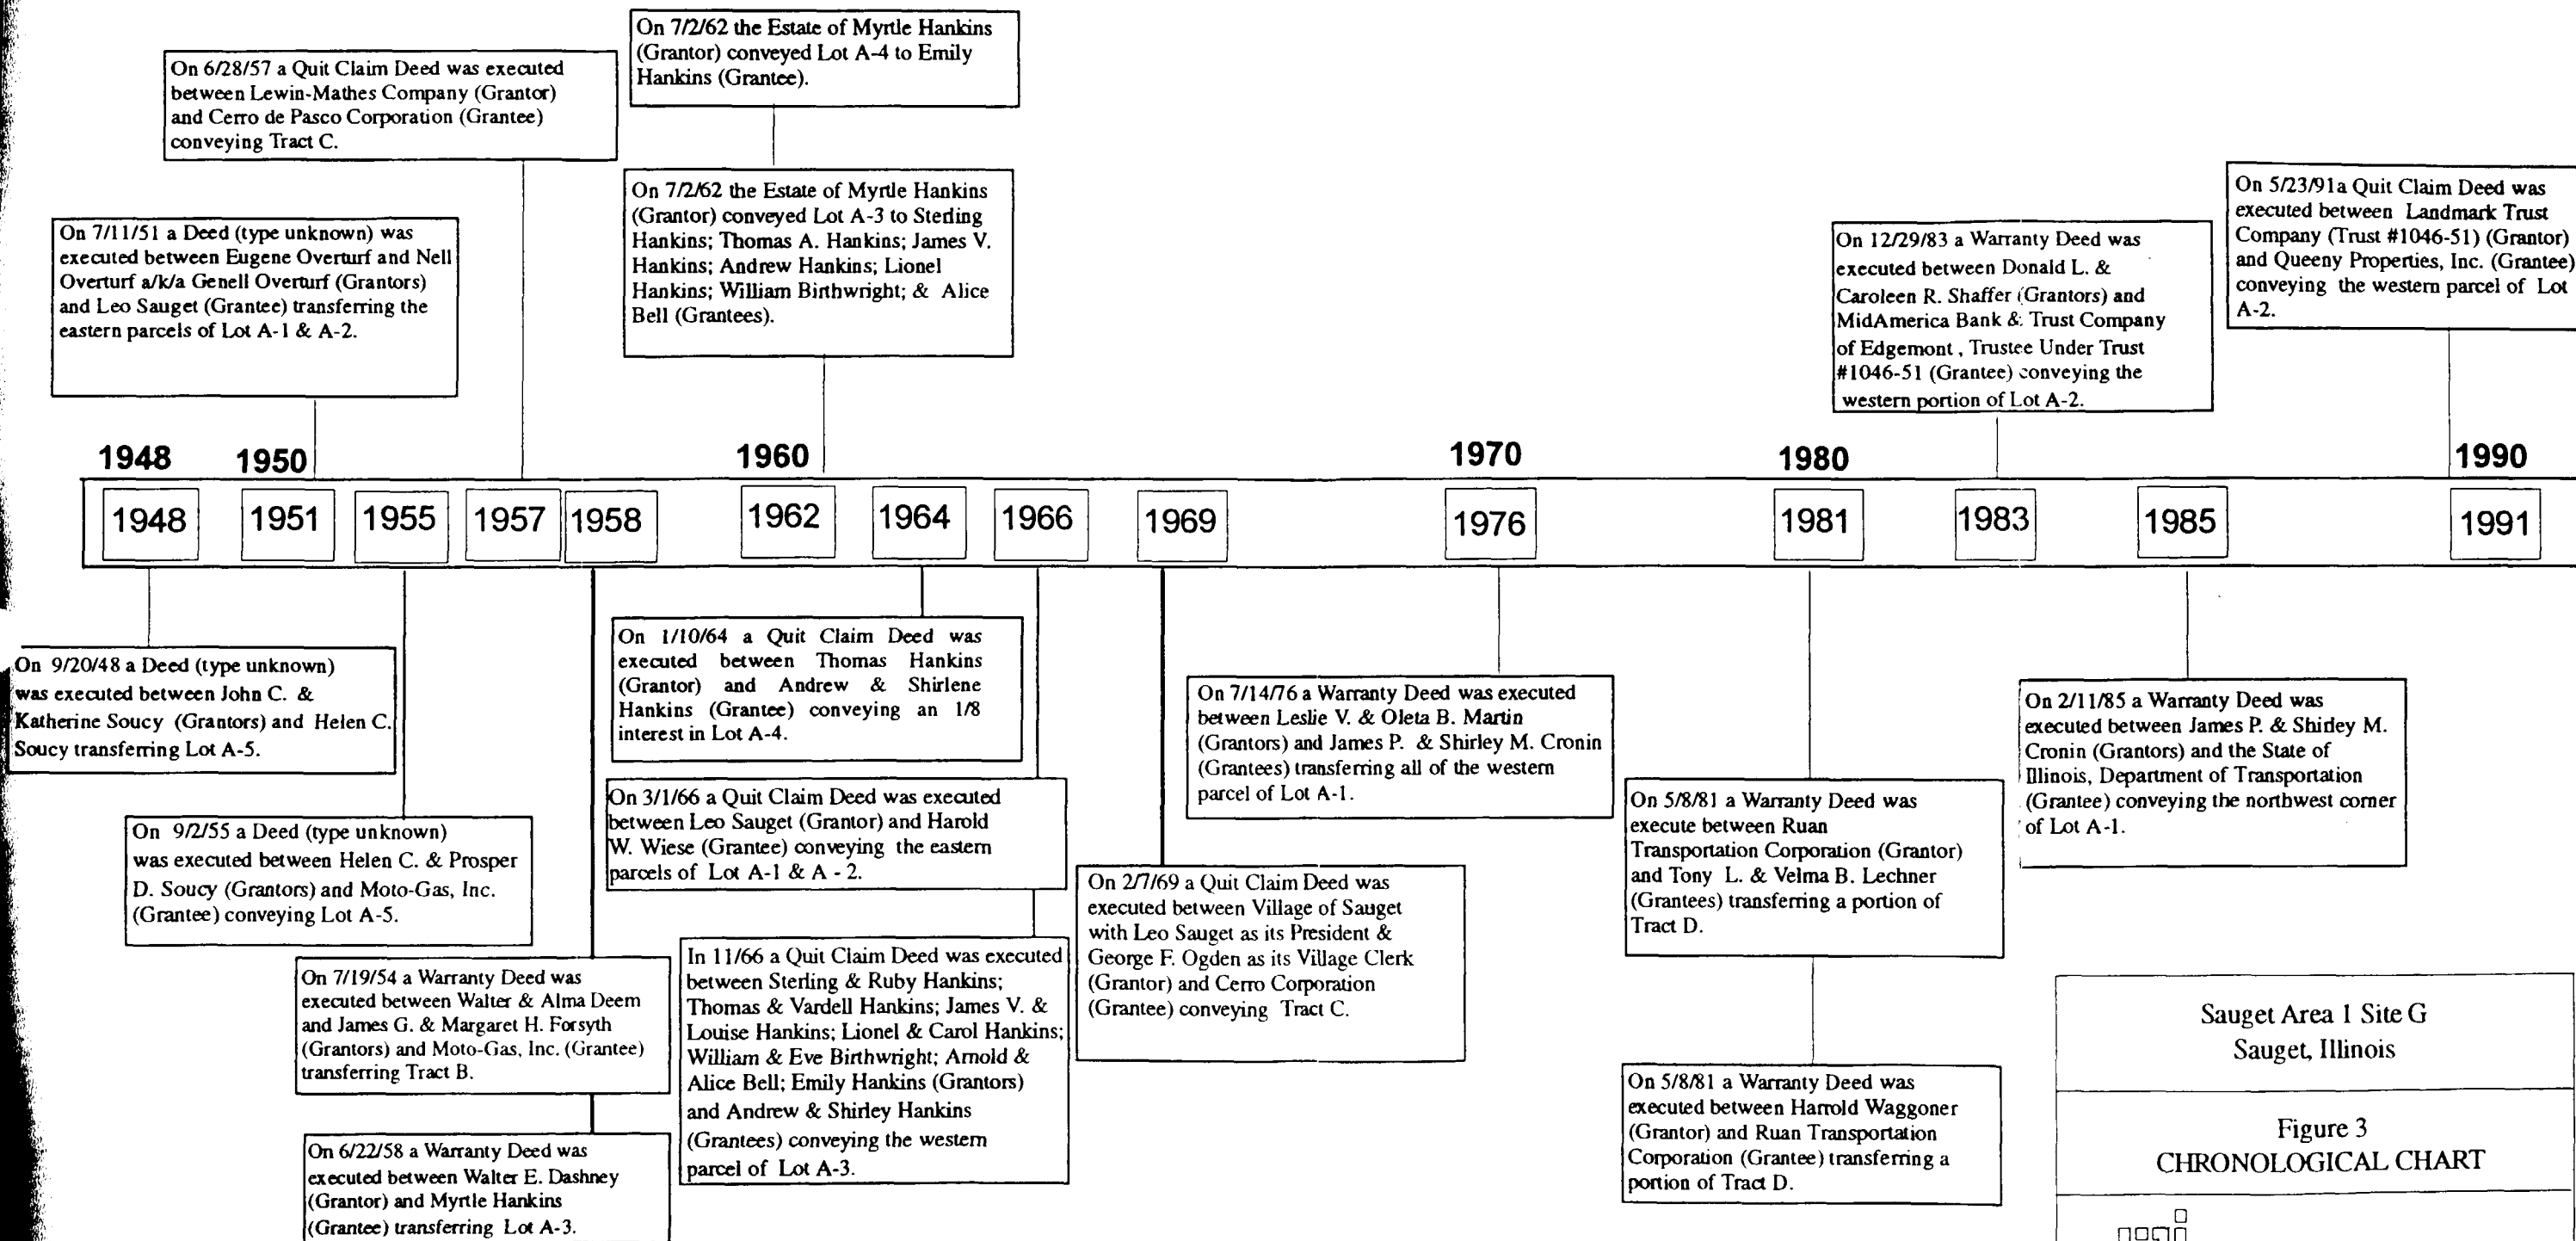 On 7/2/62 the Estate of Myrtle Hankins
(Grantor) conveyed Lot A-4 to Emily
Hankins (Grantee).
On 6/28/57 a Quit Claim Deed was executed
between Lewin-Mathes Company (Grantor)
and Cerro de Pasco Corporation (Grantee)
conveying Tract C.
On 7/2/62 the Estate of Myrtle Hankins
(Grantor) conveyed Lot A-3 to Sterling
Hankins; Thomas A. Hankins; James V.
Hankins; Andrew Hankins; Lionel
Hankins; William Birthwright; & Alice
Bell (Grantees).
On 7/11/51 a Deed (type unknown) was
executed between Eugene Overturf and Nell
Overturf a/k/a Genell Overturf (Grantors)
and Leo Sauget (Grantee) transferring the
eastern parcels of Lot A-1 & A-2.
On 12/29/83 a Warranty Deed was
executed between Donald L. &
Caroleen R. Shaffer (Grantors) and
MidAmerica Bank & Trust Company
of Edgemont , Trustee Under Trust
#1046-51 (Grantee) conveying the
western portion of Lot A-2.
On 5/23/91a Quit Claim Deed was
executed between Landmark Trust
Company (Trust #1046-51) (Grantor)
and Queeny Properties, Inc. (Grantee)
conveying the western parcel of Lot
A-2.
1948 1950 1960 1970 1980 1990
1948 1951 1955 1957 1958 1962 1964 1966 1969 1976 1981 1983 1985 1991
On 9/20/48 a Deed (type unknown)
was executed between John C. &
Katherine Soucy (Grantors) and Helen C.
Soucy transferring Lot A-5.
On 9/2/55 a Deed (type unknown)
was executed between Helen C. & Prosper
D. Soucy (Grantors) and Moto-Gas, Inc.
(Grantee) conveying Lot A-5.
On 7/19/54 a Warranty Deed was
executed between Walter & Alma Deem
and James G. & Margaret H. Forsyth
(Grantors) and Moto-Gas, Inc. (Grantee)
transferring Tract B.
On 6/22/58 a Warranty Deed was
executed between Walter E. Dashney
(Grantor) and Myrtle Hankins
(Grantee) transferring Lot A-3.
On 1/10/64 a Quit Claim Deed was
executed between Thomas Hankins
(Grantor) and Andrew & Shirlene
Hankins (Grantee) conveying an 1/8
interest in Lot A-4.
On 3/1/66 a Quit Claim Deed was executed
between Leo Sauget (Grantor) and Harold
W. Wiese (Grantee) conveying the eastern
parcels of Lot A-1 & A - 2.
In 11/66 a Quit Claim Deed was executed
between Sterling & Ruby Hankins;
Thomas & Vardell Hankins; James V. &
Louise Hankins; Lionel & Carol Hankins;
William & Eve Birthwright; Arnold &
Alice Bell; Emily Hankins (Grantors)
and Andrew & Shirley Hankins
(Grantees) conveying the western
parcel of Lot A-3.
On 2/7/69 a Quit Claim Deed was
executed between Village of Sauget
with Leo Sauget as its President &
George F. Ogden as its Village Clerk
(Grantor) and Cerro Corporation
(Grantee) conveying Tract C.
On 7/14/76 a Warranty Deed was executed
between Leslie V. & Oleta B. Martin
(Grantors) and James P. & Shirley M. Cronin
(Grantees) transferring all of the western
parcel of Lot A-1.
On 5/8/81 a Warranty Deed was
execute between Ruan
Transportation Corporation (Grantor)
and Tony L. & Velma B. Lechner
(Grantees) transferring a portion of
Tract D.
On 5/8/81 a Warranty Deed was
executed between Harrold Waggoner
(Grantor) and Ruan Transportation
Corporation (Grantee) transferring a
portion of Tract D.
On 2/11/85 a Warranty Deed was
executed between James P. & Shirley M.
Cronin (Grantors) and the State of
Illinois, Department of Transportation
(Grantee) conveying the northwest corner
of Lot A-1.
Sauget Area 1 Site G
Sauget, Illinois
Figure 3
CHRONOLOGICAL CHART